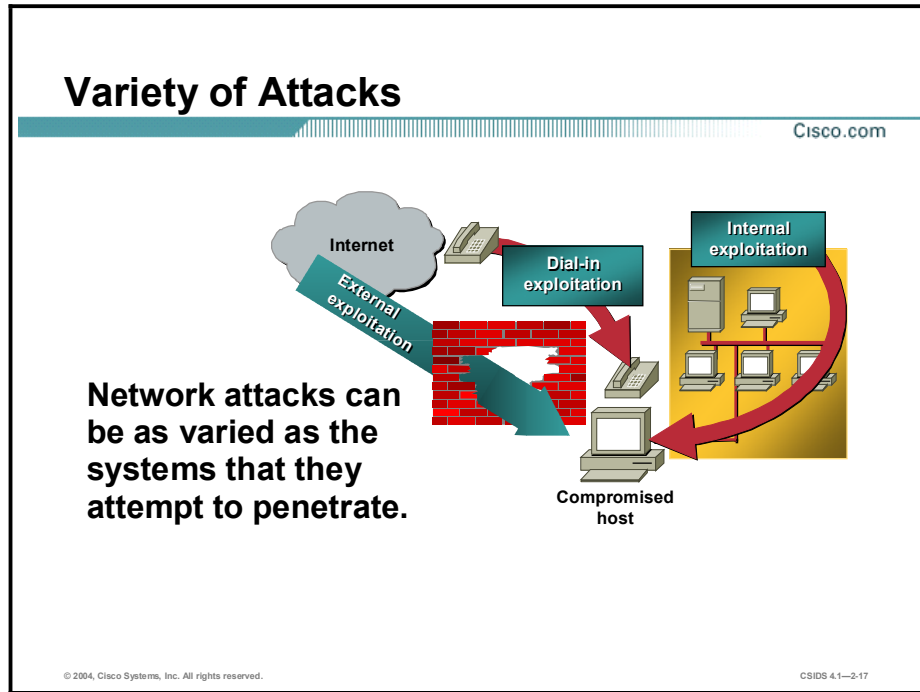 Variety of Attacks
Cisco.com
Internet
External
exploitation
Dial-in
exploitation
Internal
exploitation
Network attacks can
be as varied as the
systems that they
attempt to penetrate.
Compromised
host
© 2004, Cisco Systems, Inc. All rights reserved.
CSIDS 4.1—2-17